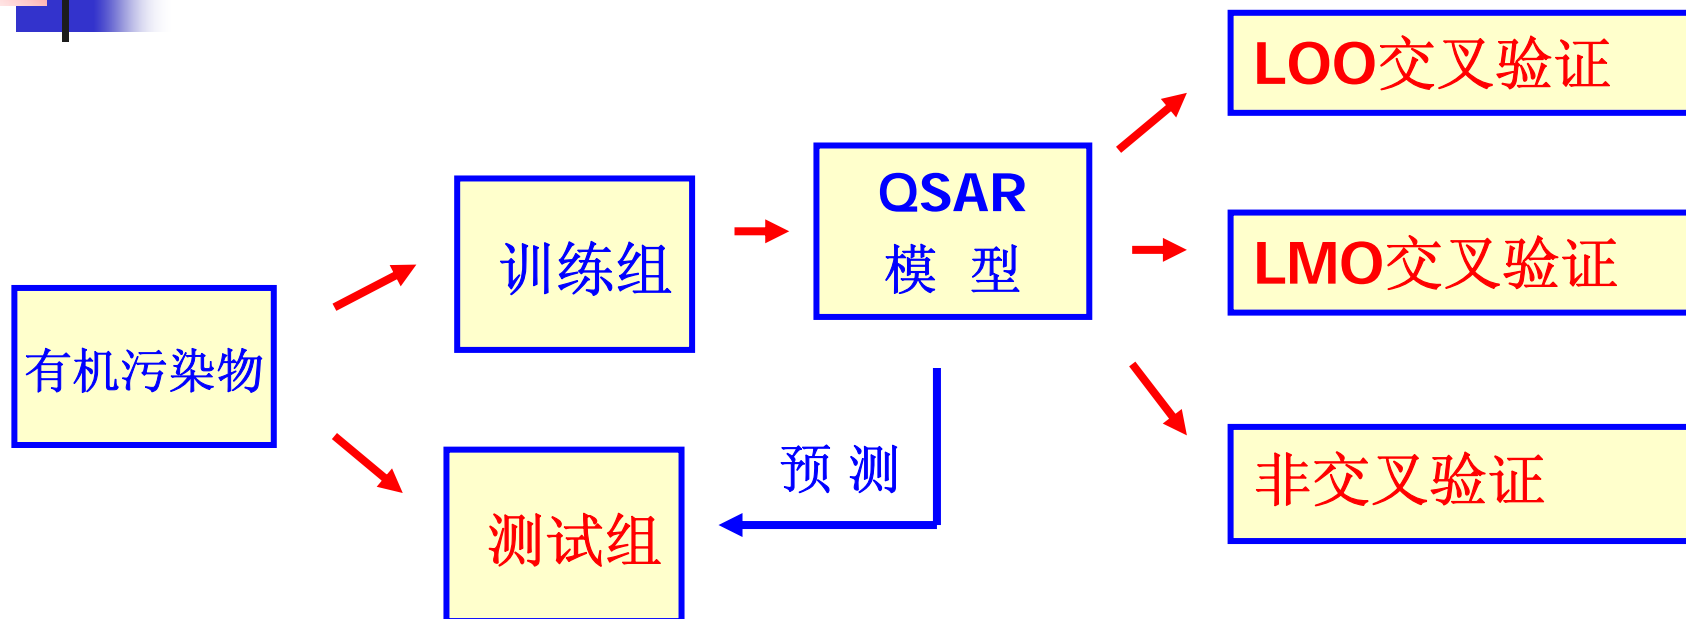 有机污染物
训练组
测试组
QSAR
模 型
预 测
LOO交叉验证
LMO交叉验证
非交叉验证